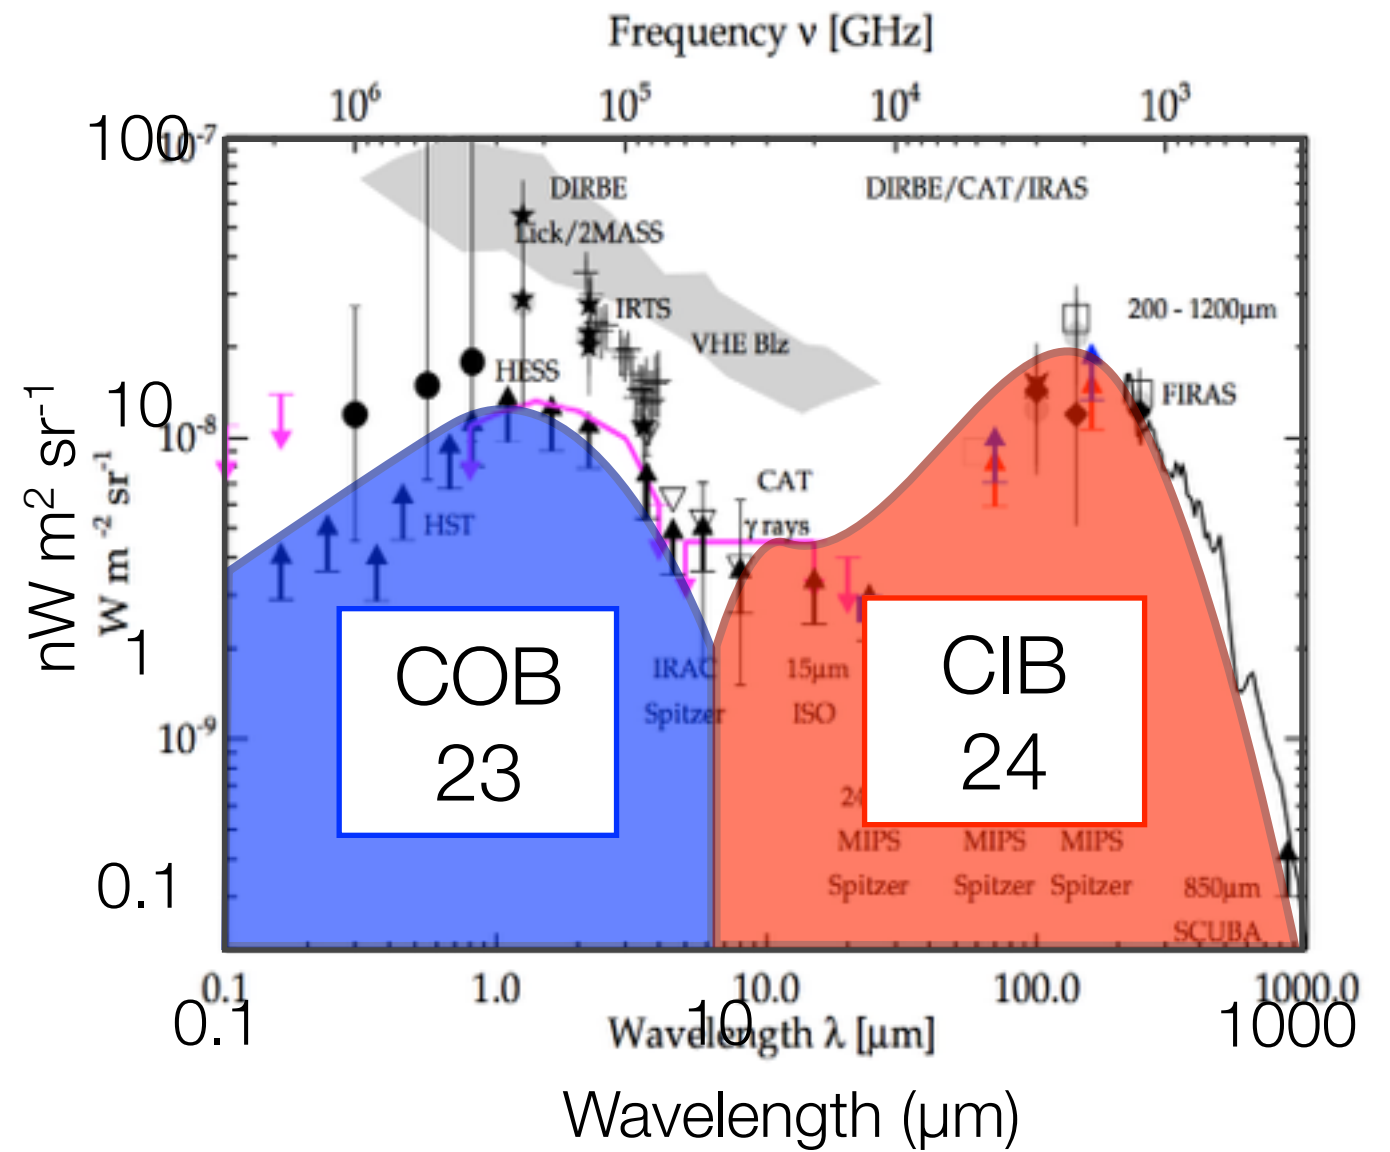 Frequency ν [GHz]
10⁶ 10⁵ 10⁴ 10³
100
10⁻⁷
DIRBE
DIRBE/CAT/IRAS
Lick/2MASS
IRTS
200 - 1200µm
VHE Blz
HESS
FIRAS
10
10⁻⁸
nW m² sr⁻¹
W m⁻² sr⁻¹
CAT
HST
γ rays
1
COB
23
CIB
24
IRAC
Spitzer
15µm
ISO
10⁻⁹
MIPS MIPS MIPS
Spitzer Spitzer Spitzer
0.1
850µm
SCUBA
0.1 1.0 10.0 100.0 1000.0
0.1 10 1000
Wavelength λ [µm]
Wavelength (µm)